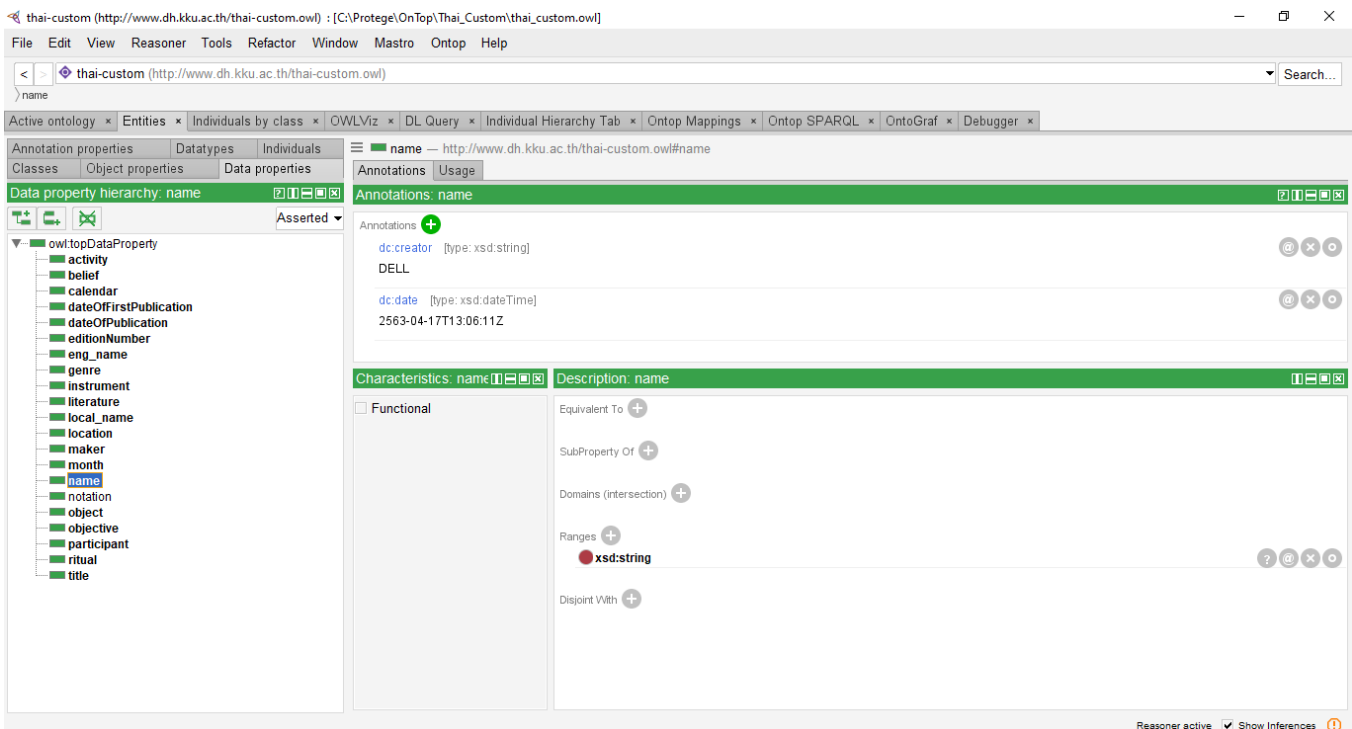 thai-custom (http://www.dh.kku.ac.th/thai-custom.owl) : [C:\Protege\OnTop\Thai_Custom\thai_custom.owl]
File Edit View Reasoner Tools Refactor Window Mastro Ontop Help
< > thai-custom (http://www.dh.kku.ac.th/thai-custom.owl) Search...
name
Active ontology × Entities × Individuals by class × OWLViz × DL Query × Individual Hierarchy Tab × Ontop Mappings × Ontop SPARQL × OntoGraf × Debugger ×
Annotation properties Datatypes Individuals
Classes Object properties Data properties
Data property hierarchy: name
Asserted
owl:topDataProperty
activity
belief
calendar
dateOfFirstPublication
dateOfPublication
editionNumber
eng_name
genre
instrument
literature
local_name
location
maker
month
name
notation
object
objective
participant
ritual
title
name — http://www.dh.kku.ac.th/thai-custom.owl#name
Annotations Usage
Annotations: name
Annotations
dc:creator [type: xsd:string]
DELL
dc:date [type: xsd:dateTime]
2563-04-17T13:06:11Z
Characteristics: name
Functional
Description: name
Equivalent To
SubProperty Of
Domains (intersection)
Ranges
xsd:string
Disjoint With
Reasoner active Show Inferences